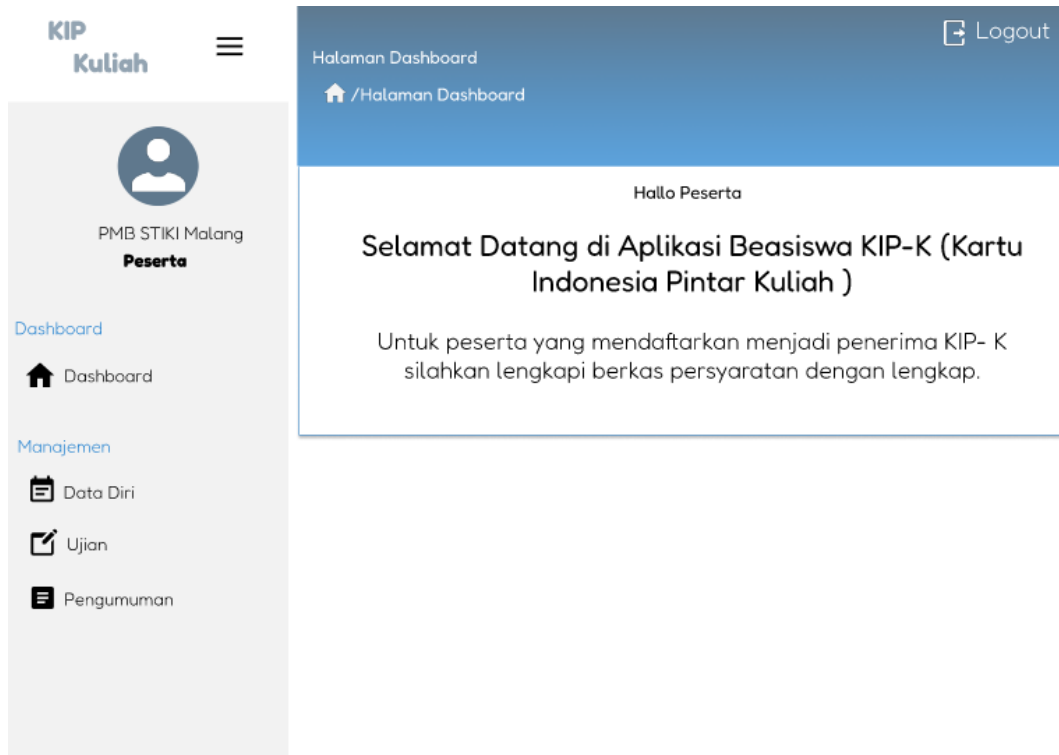 KIP
Kuliah
PMB STIKI Malang
Peserta
Dashboard
Dashboard
Manajemen
Data Diri
Ujian
Pengumuman
Logout
Halaman Dashboard
/Halaman Dashboard
Hallo Peserta
Selamat Datang di Aplikasi Beasiswa KIP-K (Kartu
Indonesia Pintar Kuliah )
Untuk peserta yang mendaftarkan menjadi penerima KIP- K
silahkan lengkapi berkas persyaratan dengan lengkap.